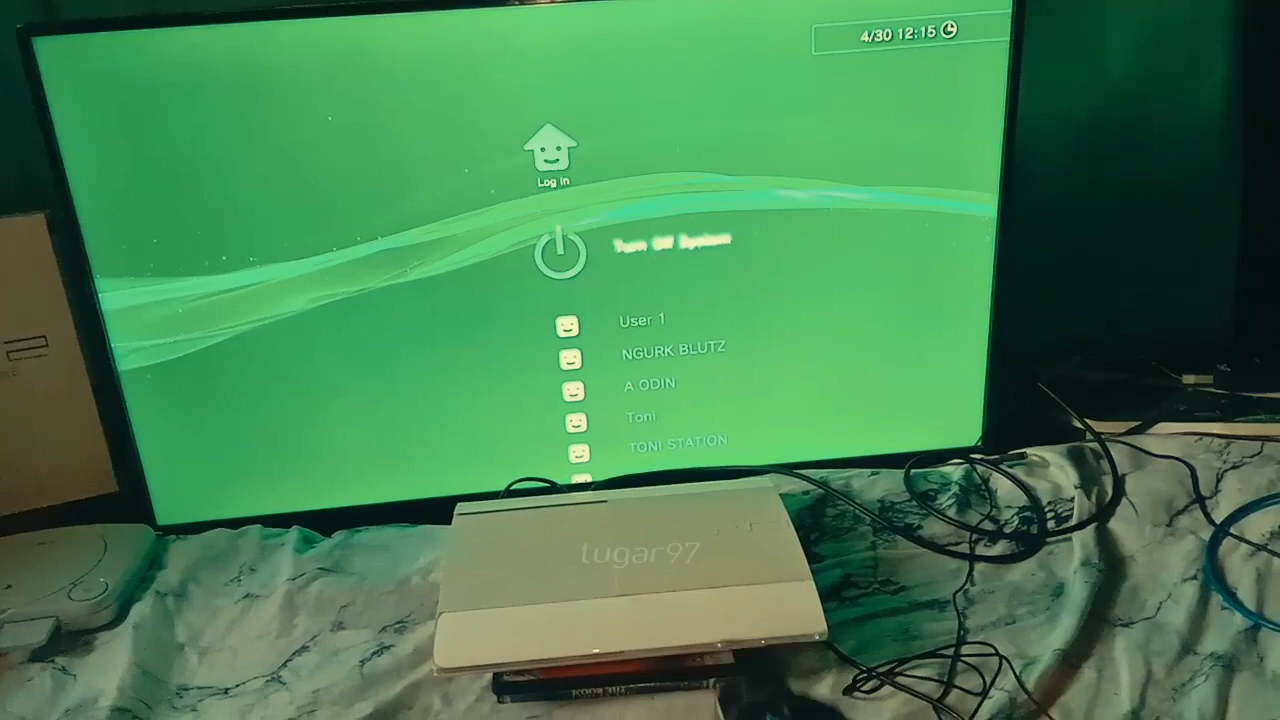 4/30 12:15
Log in
Turn Off System
User 1
NGURK BLUTZ
A ODIN
Toni
TONI STATION
tugar97